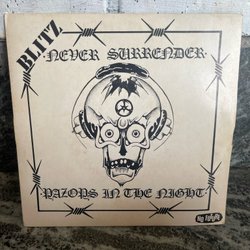 BLITZ
·NEVER SURRENDER·
RAZORS IN THE NIGHT
No Future